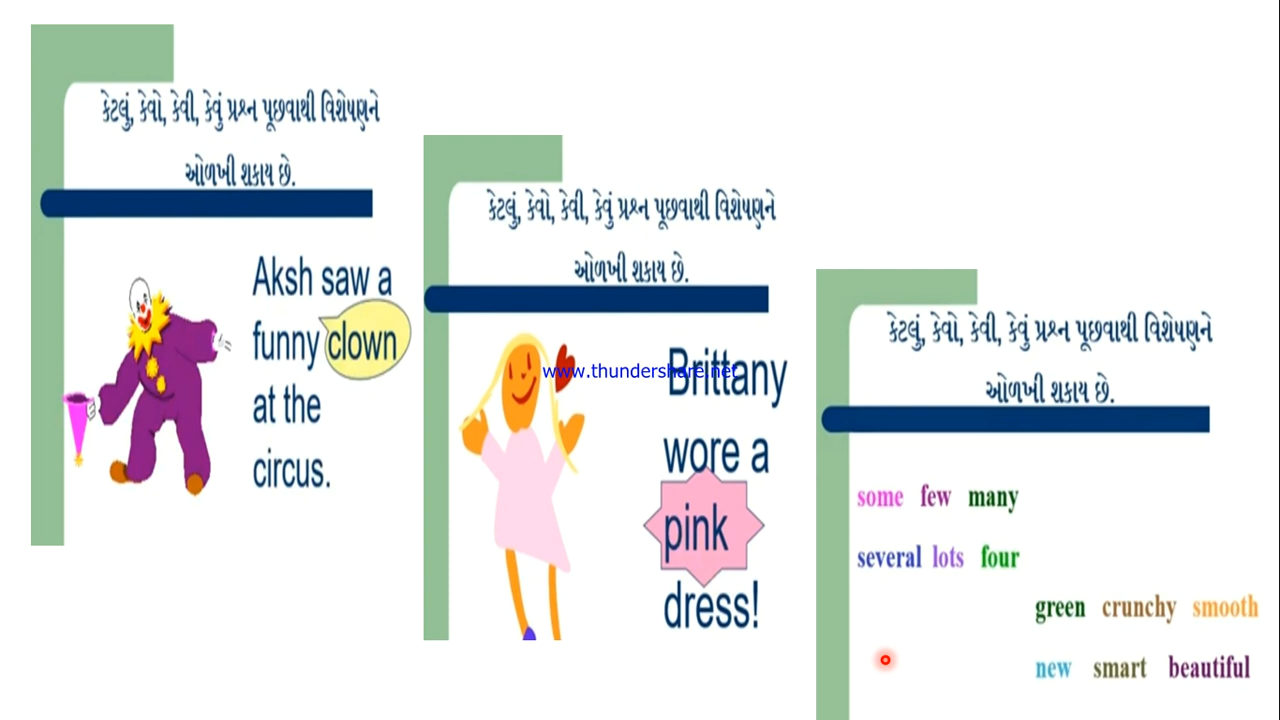 કેટલું, કેવો, કેવી, કેવું પ્રશ્ન પૂછવાથી વિશેષણને
ઓળખી શકાય છે.
Aksh saw a
funny clown
at the
circus.
કેટલું, કેવો, કેવી, કેવું પ્રશ્ન પૂછવાથી વિશેષણને
ઓળખી શકાય છે.
www.thundershare.net
Brittany
wore a
pink
dress!
કેટલું, કેવો, કેવી, કેવું પ્રશ્ન પૂછવાથી વિશેષણને
ઓળખી શકાય છે.
some few many
several lots four
green crunchy smooth
new smart beautiful